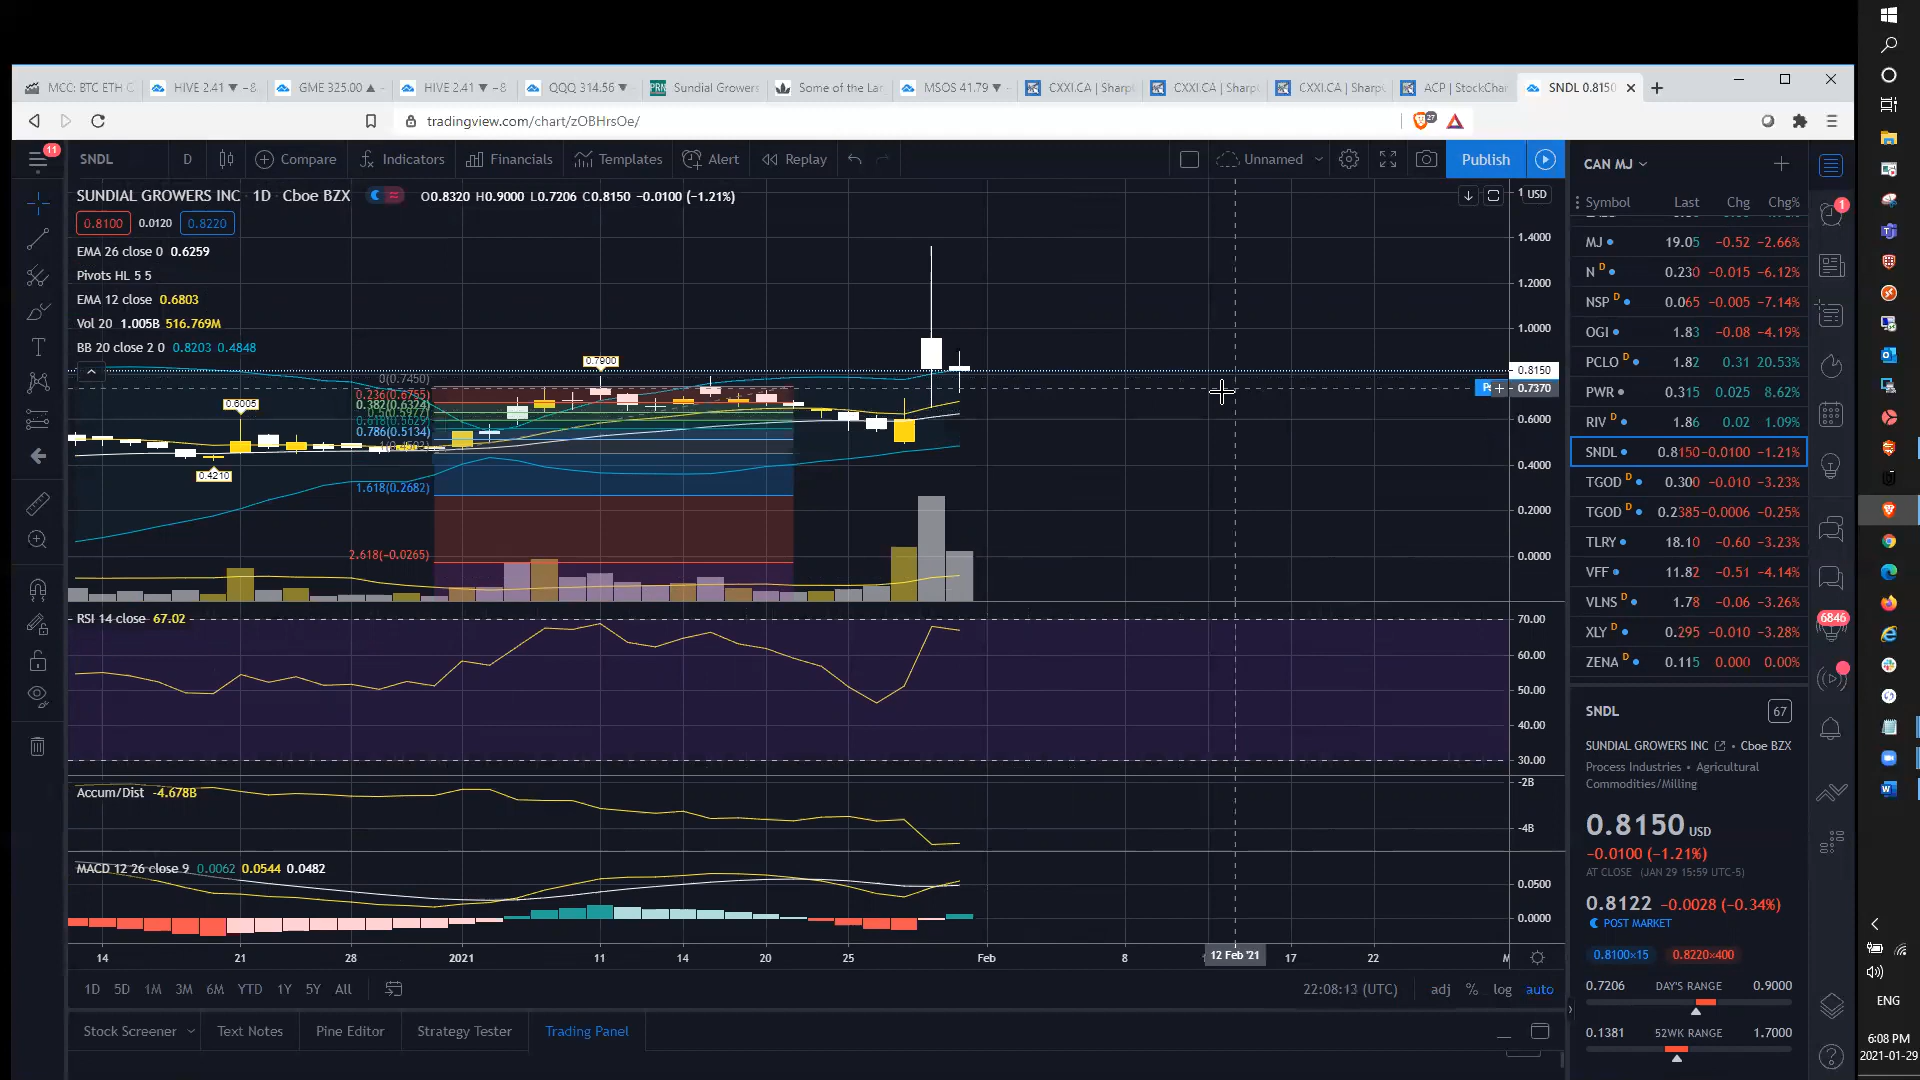 MCC: BTC ETH C
HIVE 2.41 ▼ −8
GME 325.00 ▲
HIVE 2.41 ▼ −8
QQQ 314.56 ▼
PRN Sundial Growers
Some of the Lar
MSOS 41.79 ▼
CXXI.CA | Sharp
CXXI.CA | Sharp
CXXI.CA | Sharp
ACP | StockChar
SNDL 0.8150
tradingview.com/chart/zOBHrsOe/
27
11
SNDL D Compare Indicators Financials Templates Alert Replay Unnamed Publish
SUNDIAL GROWERS INC · 1D · Cboe BZX O0.8320 H0.9000 L0.7206 C0.8150 −0.0100 (−1.21%)
0.8100 0.0120 0.8220
EMA 26 close 0 0.6259
Pivots HL 5 5
EMA 12 close 0.6803
Vol 20 1.005B 516.769M
BB 20 close 2 0 0.8203 0.4848
0.7900
0.6005
0.4210
0(0.7450)
0.236(0.6755)
0.382(0.6324)
0.5(0.5977)
0.618(0.5629)
0.786(0.5134)
1.618(0.2682)
2.618(−0.0265)
USD
1.4000
1.2000
1.0000
0.8150
0.7370
0.6000
0.4000
0.2000
0.0000
RSI 14 close 67.02
70.00
60.00
50.00
40.00
30.00
Accum/Dist −4.678B
-2B
-4B
MACD 12 26 close 9 0.0062 0.0544 0.0482
0.0500
0.0000
14 21 28 2021 11 14 20 25 Feb 8 12 Feb '21 17 22
1D 5D 1M 3M 6M YTD 1Y 5Y All
22:08:13 (UTC) adj % log auto
Stock Screener Text Notes Pine Editor Strategy Tester Trading Panel
CAN MJ
Symbol Last Chg Chg%
MJ 19.05 −0.52 −2.66%
N D 0.230 −0.015 −6.12%
NSP D 0.065 −0.005 −7.14%
OGI 1.83 −0.08 −4.19%
PCLO D 1.82 0.31 20.53%
PWR 0.315 0.025 8.62%
RIV D 1.86 0.02 1.09%
SNDL 0.8150 −0.0100 −1.21%
TGOD D 0.300 −0.010 −3.23%
TGOD D 0.2385 −0.0006 −0.25%
TLRY 18.10 −0.60 −3.23%
VFF 11.82 −0.51 −4.14%
VLNS D 1.78 −0.06 −3.26%
XLY D 0.295 −0.010 −3.28%
ZENA D 0.115 0.000 0.00%
SNDL 67
SUNDIAL GROWERS INC • Cboe BZX
Process Industries • Agricultural
Commodities/Milling
0.8150 USD
−0.0100 (−1.21%)
AT CLOSE (JAN 29 15:59 UTC-5)
0.8122 −0.0028 (−0.34%)
POST MARKET
0.8100×15 0.8220×400
0.7206 DAY'S RANGE 0.9000
0.1381 52WK RANGE 1.7000
1
6846
ENG
6:08 PM
2021-01-29